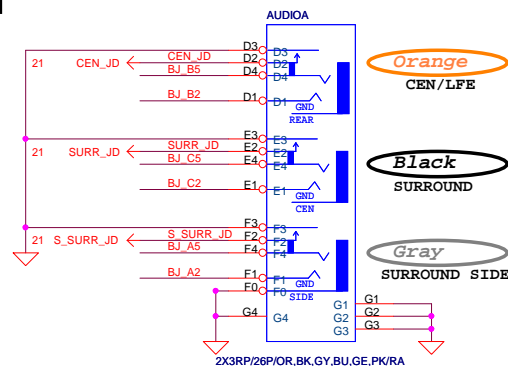 AUDIOA
D3 D3
21 CEN_JD CEN_JD D2 D2
BJ_B5 D4 D4
BJ_B2 D1 D1
GND
REAR
Orange
CEN/LFE
E3 E3
21 SURR_JD SURR_JD E2 E2
BJ_C5 E4 E4
BJ_C2 E1 E1
GND
CEN
Black
SURROUND
F3 F3
21 S_SURR_JD S_SURR_JD F2 F2
BJ_A5 F4 F4
BJ_A2 F1 F1
GND
F0 F0
SIDE
Gray
SURROUND SIDE
G4 G4
G1 G1
G2 G2
G3 G3
2X3RP/26P/OR,BK,GY,BU,GE,PK/RA